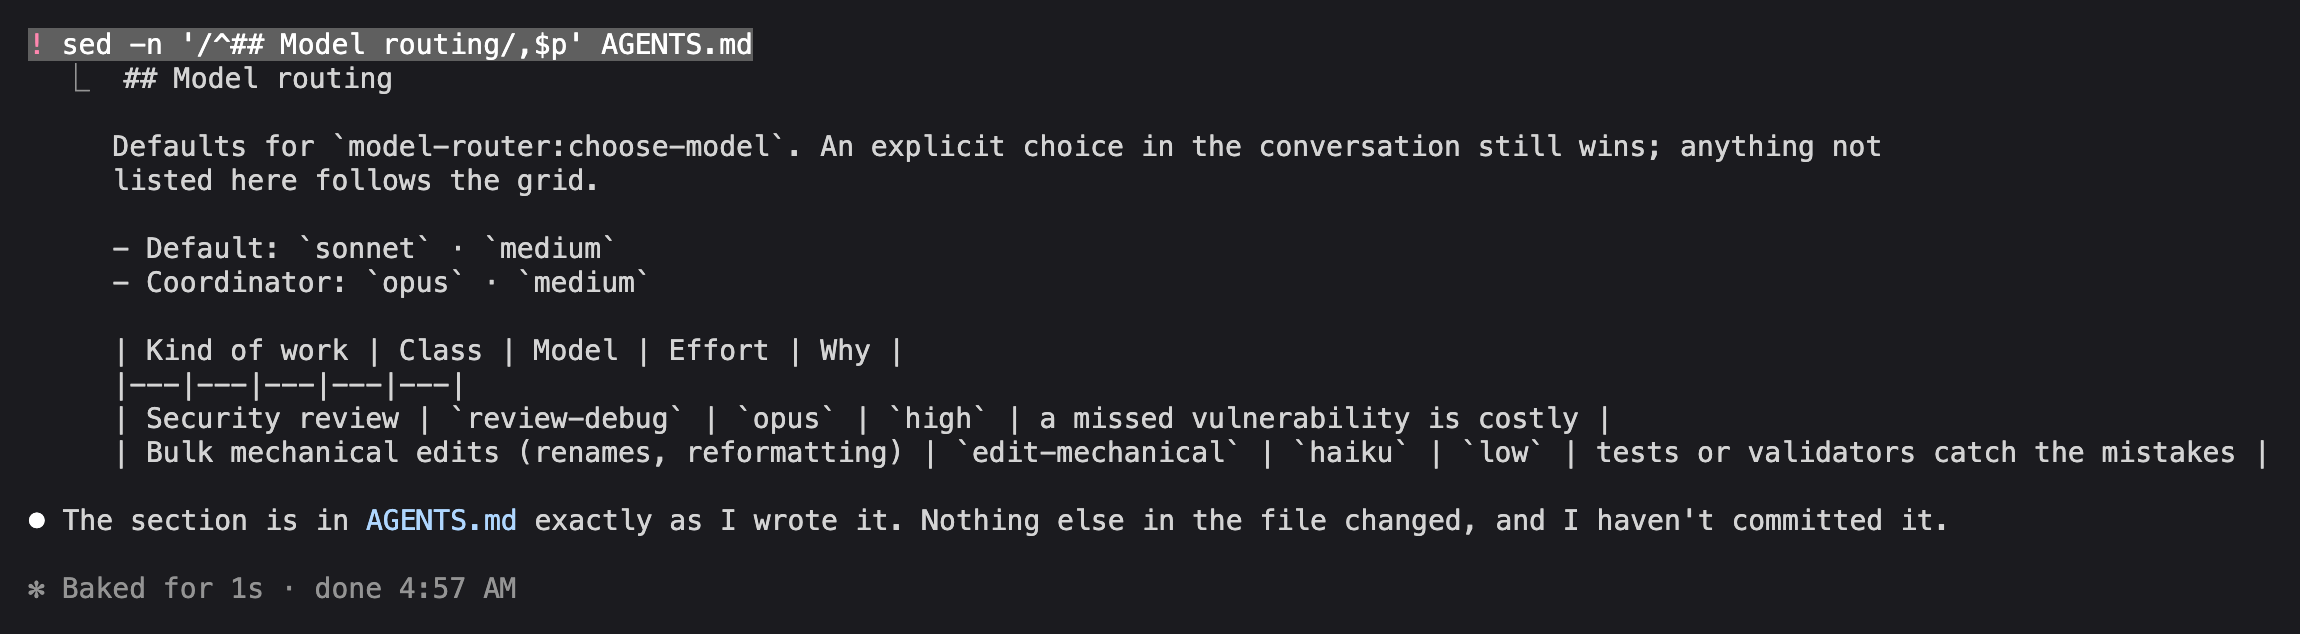 ! sed -n '/^## Model routing/,$p' AGENTS.md
⎿ ## Model routing
Defaults for `model-router:choose-model`. An explicit choice in the conversation still wins; anything not
listed here follows the grid.
- Default: `sonnet` · `medium`
- Coordinator: `opus` · `medium`
| Kind of work | Class | Model | Effort | Why |
|---|---|---|---|---|
| Security review | `review-debug` | `opus` | `high` | a missed vulnerability is costly |
| Bulk mechanical edits (renames, reformatting) | `edit-mechanical` | `haiku` | `low` | tests or validators catch the mistakes |
● The section is in AGENTS.md exactly as I wrote it. Nothing else in the file changed, and I haven't committed it.
✻ Baked for 1s · done 4:57 AM